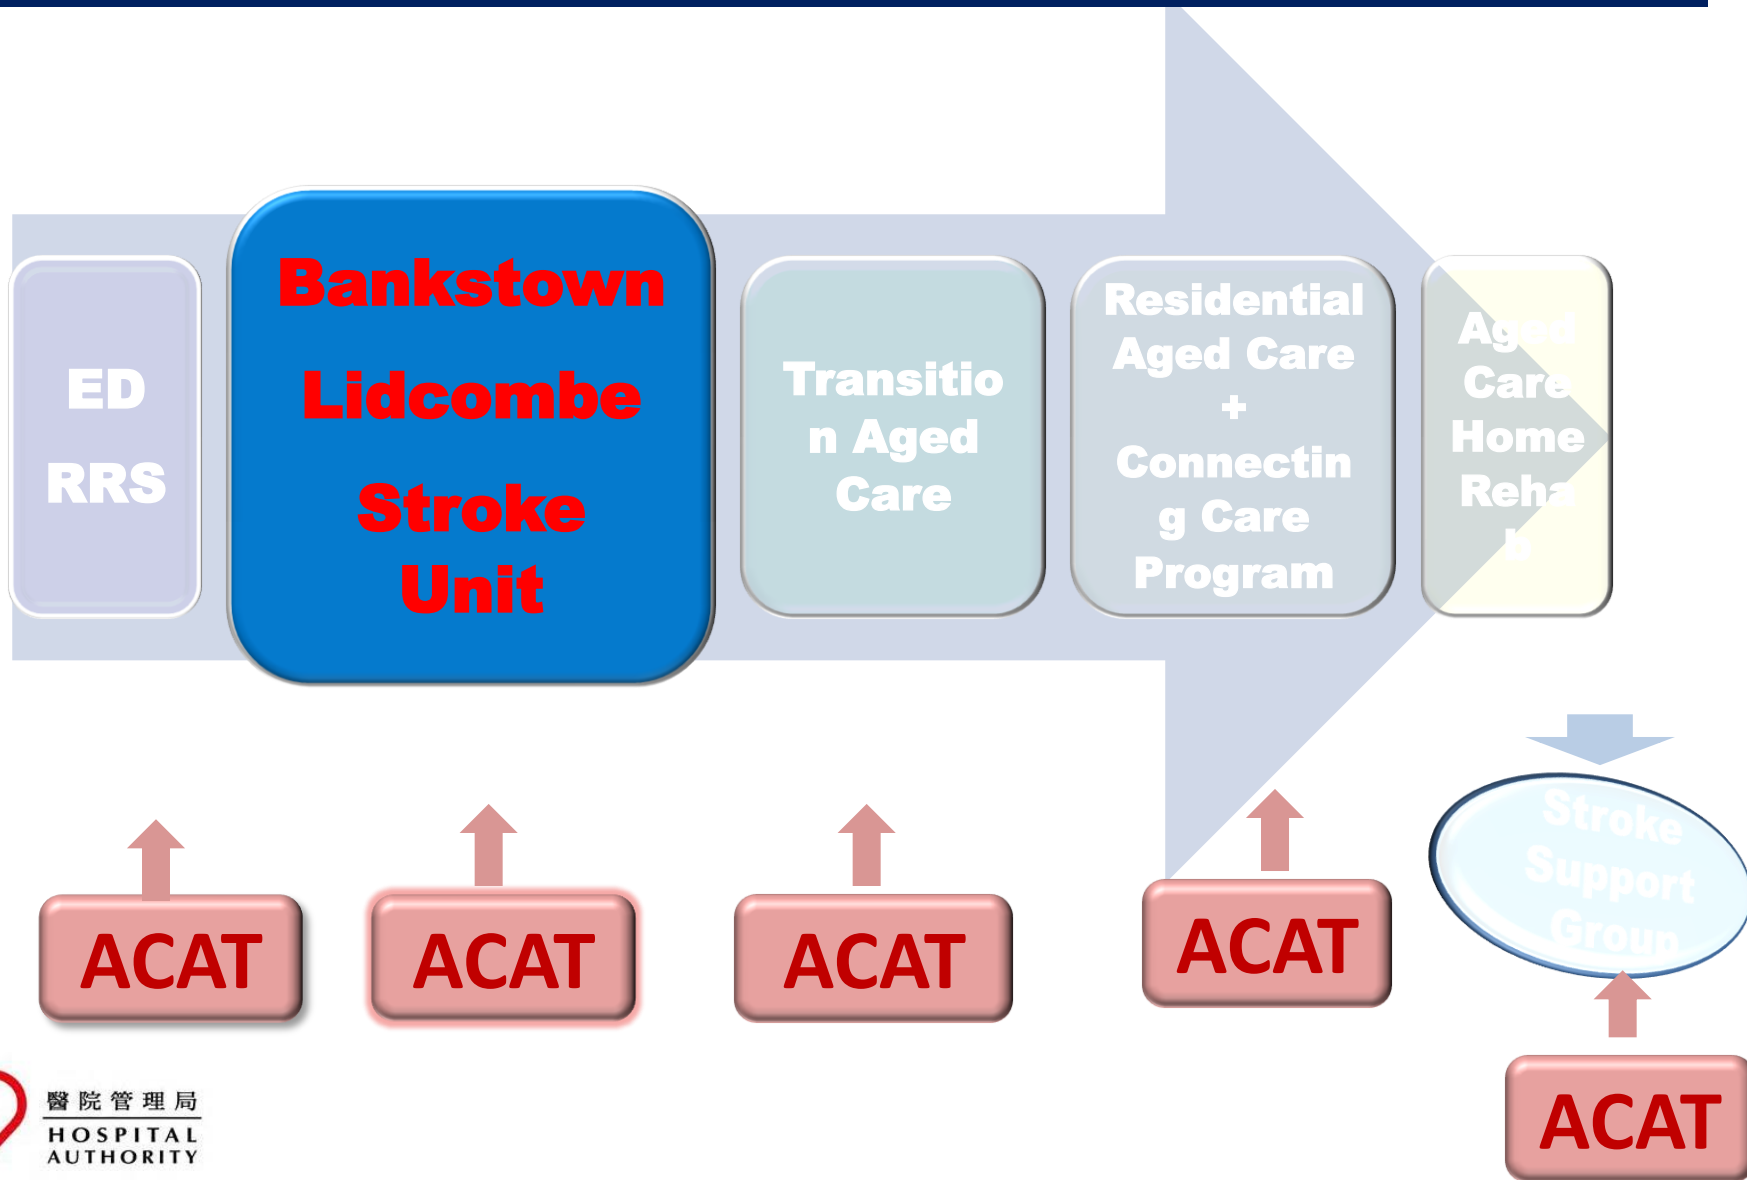 ED
RRS
Bankstown
Lidcombe
Stroke
Unit
Transitio
n Aged
Care
Residential
Aged Care
+
Connectin
g Care
Program
Aged
Care
Home
Reha
b
Stroke
Support
Group
ACAT
ACAT
ACAT
ACAT
ACAT
醫院管理局
HOSPITAL
AUTHORITY